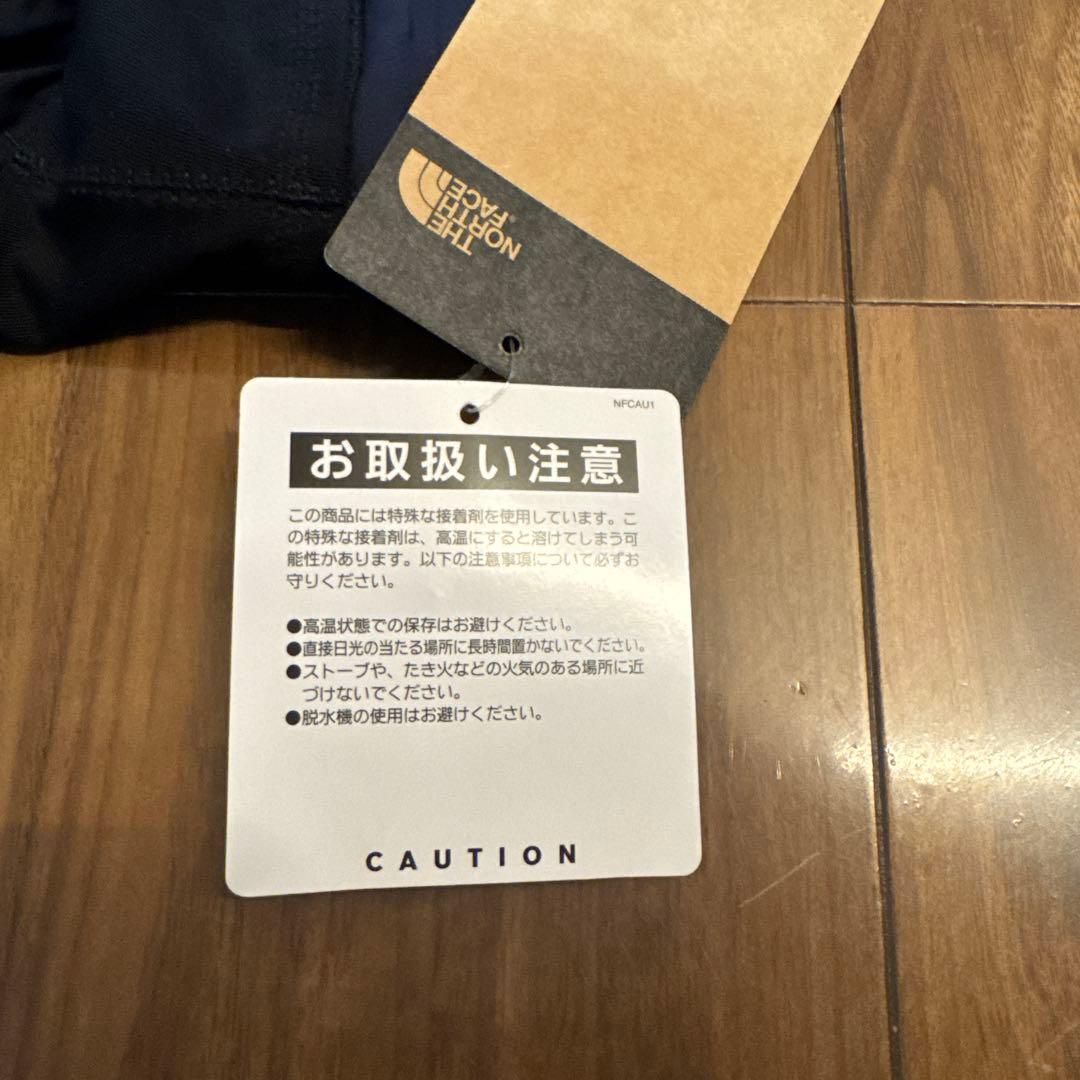 THE
NORTH
FACE
NFCAU1
お取扱い注意
この商品には特殊な接着剤を使用しています。こ
の特殊な接着剤は、高温にすると溶けてしまう可
能性があります。以下の注意事項について必ずお
守りください。
●高温状態での保存はお避けください。
●直接日光の当たる場所に長時間置かないでください。
●ストーブや、たき火などの火気のある場所に近
づけないでください。
●脱水機の使用はお避けください。
CAUTION